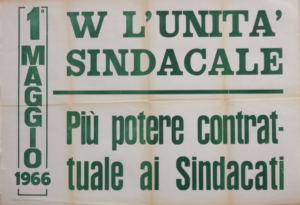 1°
MAGGIO
1966
W L'UNITA'
SINDACALE
Più potere contrat-
tuale ai Sindacati